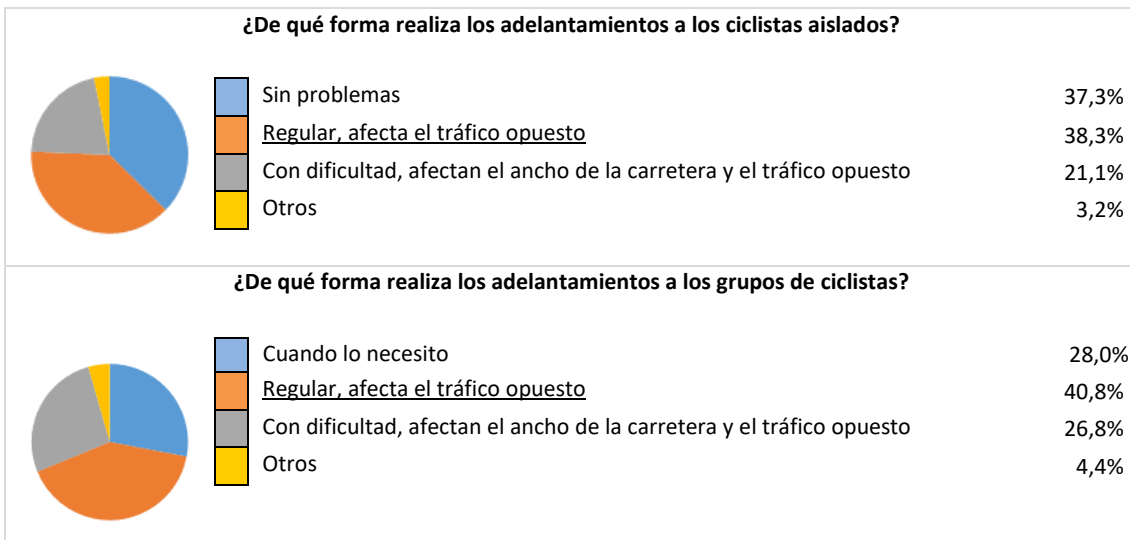 ¿De qué forma realiza los adelantamientos a los ciclistas aislados?
Sin problemas 37,3%
Regular, afecta el tráfico opuesto 38,3%
Con dificultad, afectan el ancho de la carretera y el tráfico opuesto 21,1%
Otros 3,2%
¿De qué forma realiza los adelantamientos a los grupos de ciclistas?
Cuando lo necesito 28,0%
Regular, afecta el tráfico opuesto 40,8%
Con dificultad, afectan el ancho de la carretera y el tráfico opuesto 26,8%
Otros 4,4%